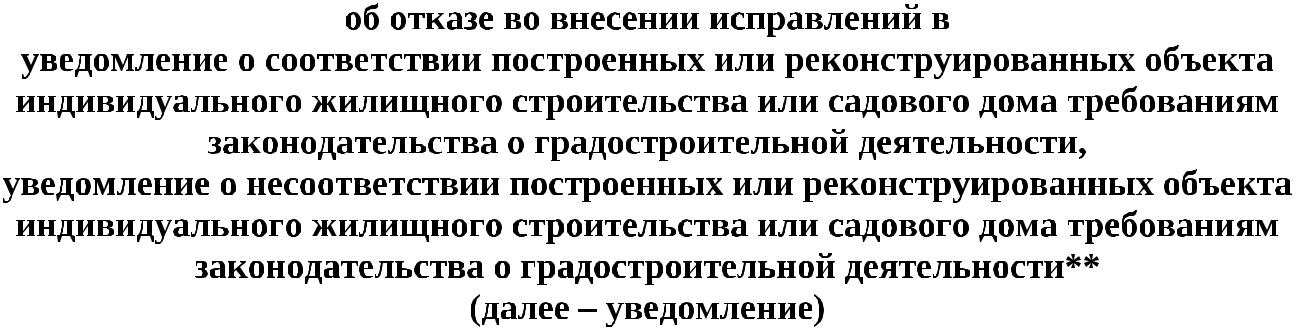 об отказе во внесении исправлений в
уведомление о соответствии построенных или реконструированных объекта
индивидуального жилищного строительства или садового дома требованиям
законодательства о градостроительной деятельности,
уведомление о несоответствии построенных или реконструированных объекта
индивидуального жилищного строительства или садового дома требованиям
законодательства о градостроительной деятельности**
(далее – уведомление)